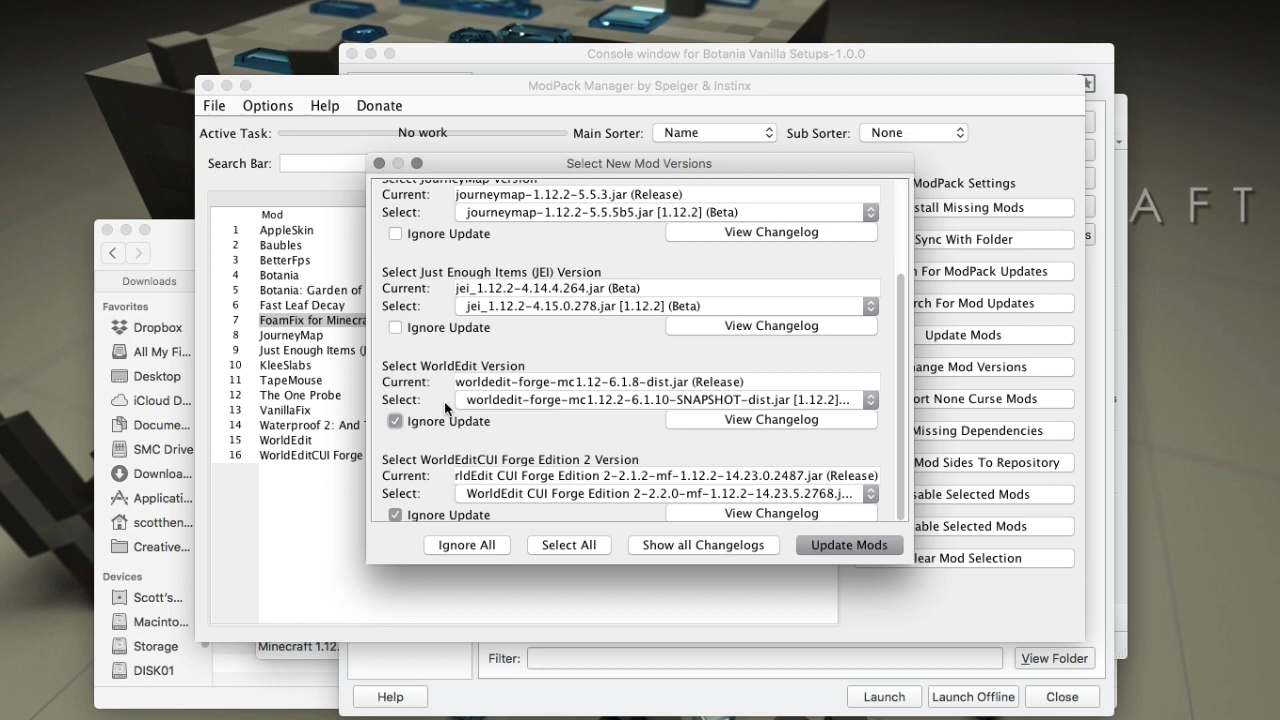 Console window for Botania Vanilla Setups-1.0.0
ModPack Manager by Speiger & Instinx
File Options Help Donate
Active Task: No work Main Sorter: Name Sub Sorter: None
Search Bar:
Select New Mod Versions
Select JourneyMap Version
Current: journeymap-1.12.2-5.5.3.jar (Release)
Select: journeymap-1.12.2-5.5.5b5.jar [1.12.2] (Beta)
Ignore Update View Changelog
Select Just Enough Items (JEI) Version
Current: jei_1.12.2-4.14.4.264.jar (Beta)
Select: jei_1.12.2-4.15.0.278.jar [1.12.2] (Beta)
Ignore Update View Changelog
Select WorldEdit Version
Current: worldedit-forge-mc1.12-6.1.8-dist.jar (Release)
Select: worldedit-forge-mc1.12.2-6.1.10-SNAPSHOT-dist.jar [1.12.2]...
Ignore Update View Changelog
Select WorldEditCUI Forge Edition 2 Version
Current: rldEdit CUI Forge Edition 2-2.1.2-mf-1.12.2-14.23.0.2487.jar (Release)
Select: WorldEdit CUI Forge Edition 2-2.2.0-mf-1.12.2-14.23.5.2768.j...
Ignore Update View Changelog
Ignore All Select All Show all Changelogs Update Mods
Mod
1 AppleSkin
2 Baubles
3 BetterFps
4 Botania
5 Botania: Garden of
6 Fast Leaf Decay
7 FoamFix for Minecra
8 JourneyMap
9 Just Enough Items (J
10 KleeSlabs
11 TapeMouse
12 The One Probe
13 VanillaFix
14 Waterproof 2: And T
15 WorldEdit
16 WorldEditCUI Forge
ModPack Settings
stall Missing Mods
Sync With Folder
For ModPack Updates
rch For Mod Updates
Update Mods
ange Mod Versions
ort None Curse Mods
Missing Dependencies
Mod Sides To Repository
sable Selected Mods
able Selected Mods
lear Mod Selection
A F T
Downloads
Favorites
Dropbox
All My Fi...
Desktop
iCloud D...
Docume...
SMC Drive
Downloa...
Applicati...
scotthen...
Creative...
Devices
Scott's...
Macinto...
Storage
DISK01
Minecraft 1.12.
Filter: View Folder
Help Launch Launch Offline Close